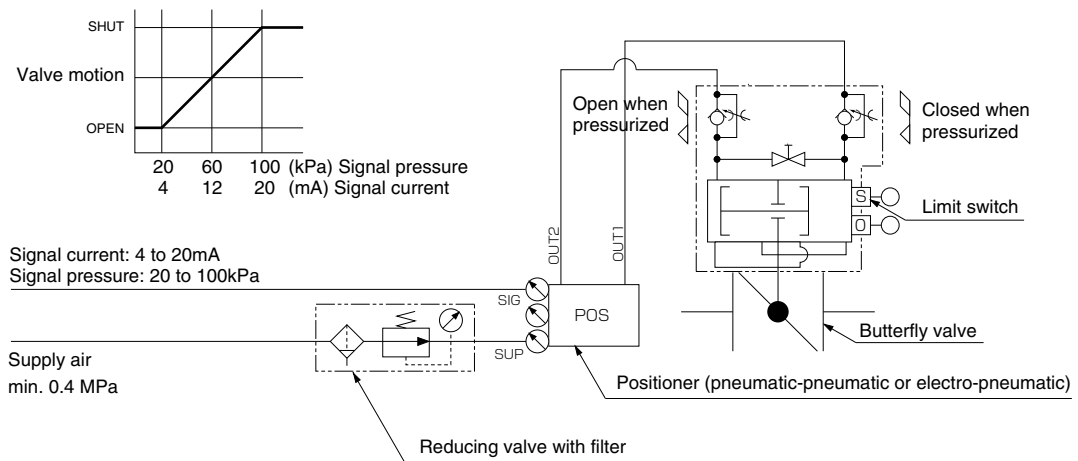 SHUT
Valve motion
OPEN
20 60 100 (kPa) Signal pressure
4 12 20 (mA) Signal current
Open when
pressurized
Closed when
pressurized
S
O
Limit switch
OUT2
OUT1
Signal current: 4 to 20mA
Signal pressure: 20 to 100kPa
SIG
POS
SUP
Butterfly valve
Supply air
min. 0.4 MPa
Positioner (pneumatic-pneumatic or electro-pneumatic)
Reducing valve with filter